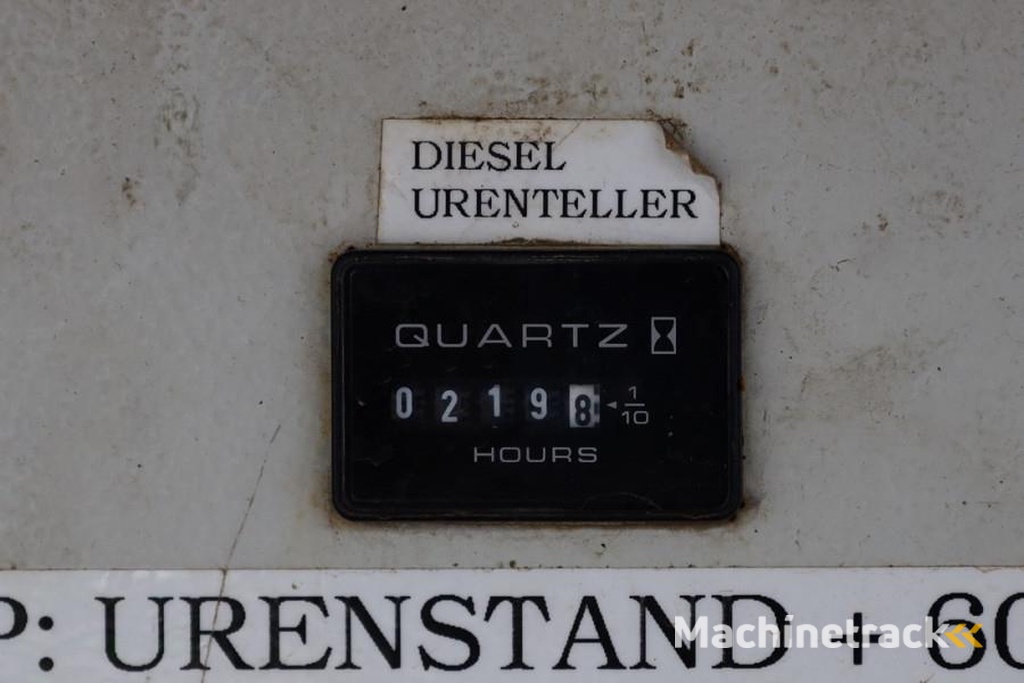 DIESEL
URENTELLER
QUARTZ
02198 1/10
HOURS
P: URENSTAND + 60
Machinetrack